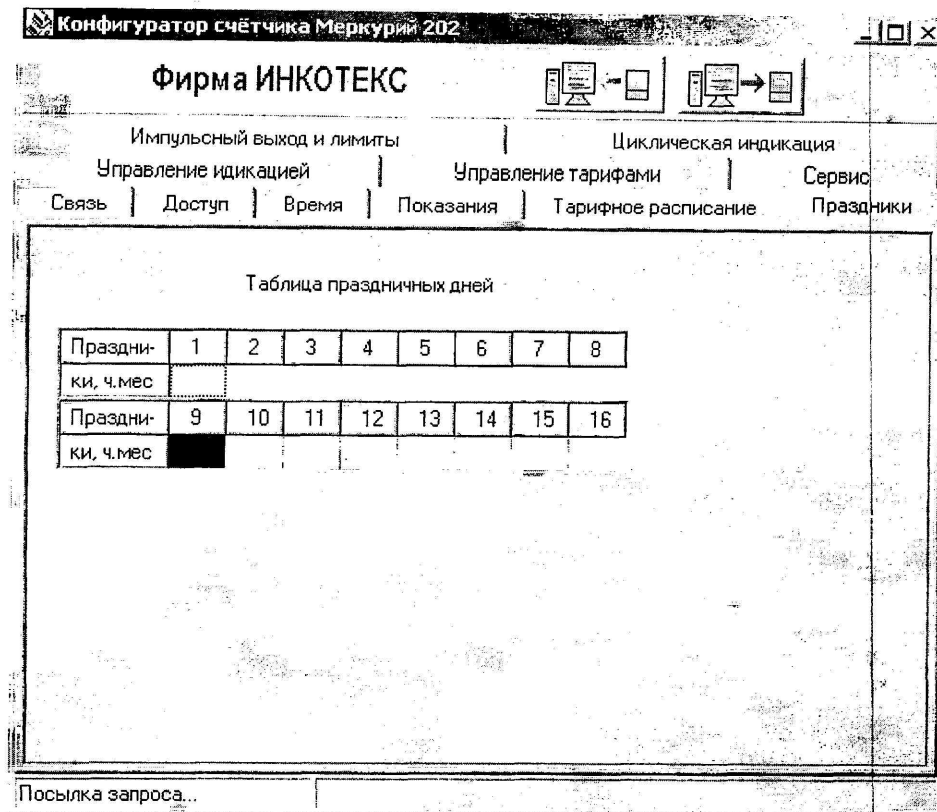 Конфигуратор счётчика Меркурий 202
Фирма ИНКОТЕКС
Импульсный выход и лимиты Циклическая индикация
Управление идикацией Управление тарифами Сервис
Связь Доступ Время Показания Тарифное расписание Праздники
Таблица праздничных дней
Праздни- 1 2 3 4 5 6 7 8
ки, ч.мес
Праздни- 9 10 11 12 13 14 15 16
ки, ч.мес
Посылка запроса...